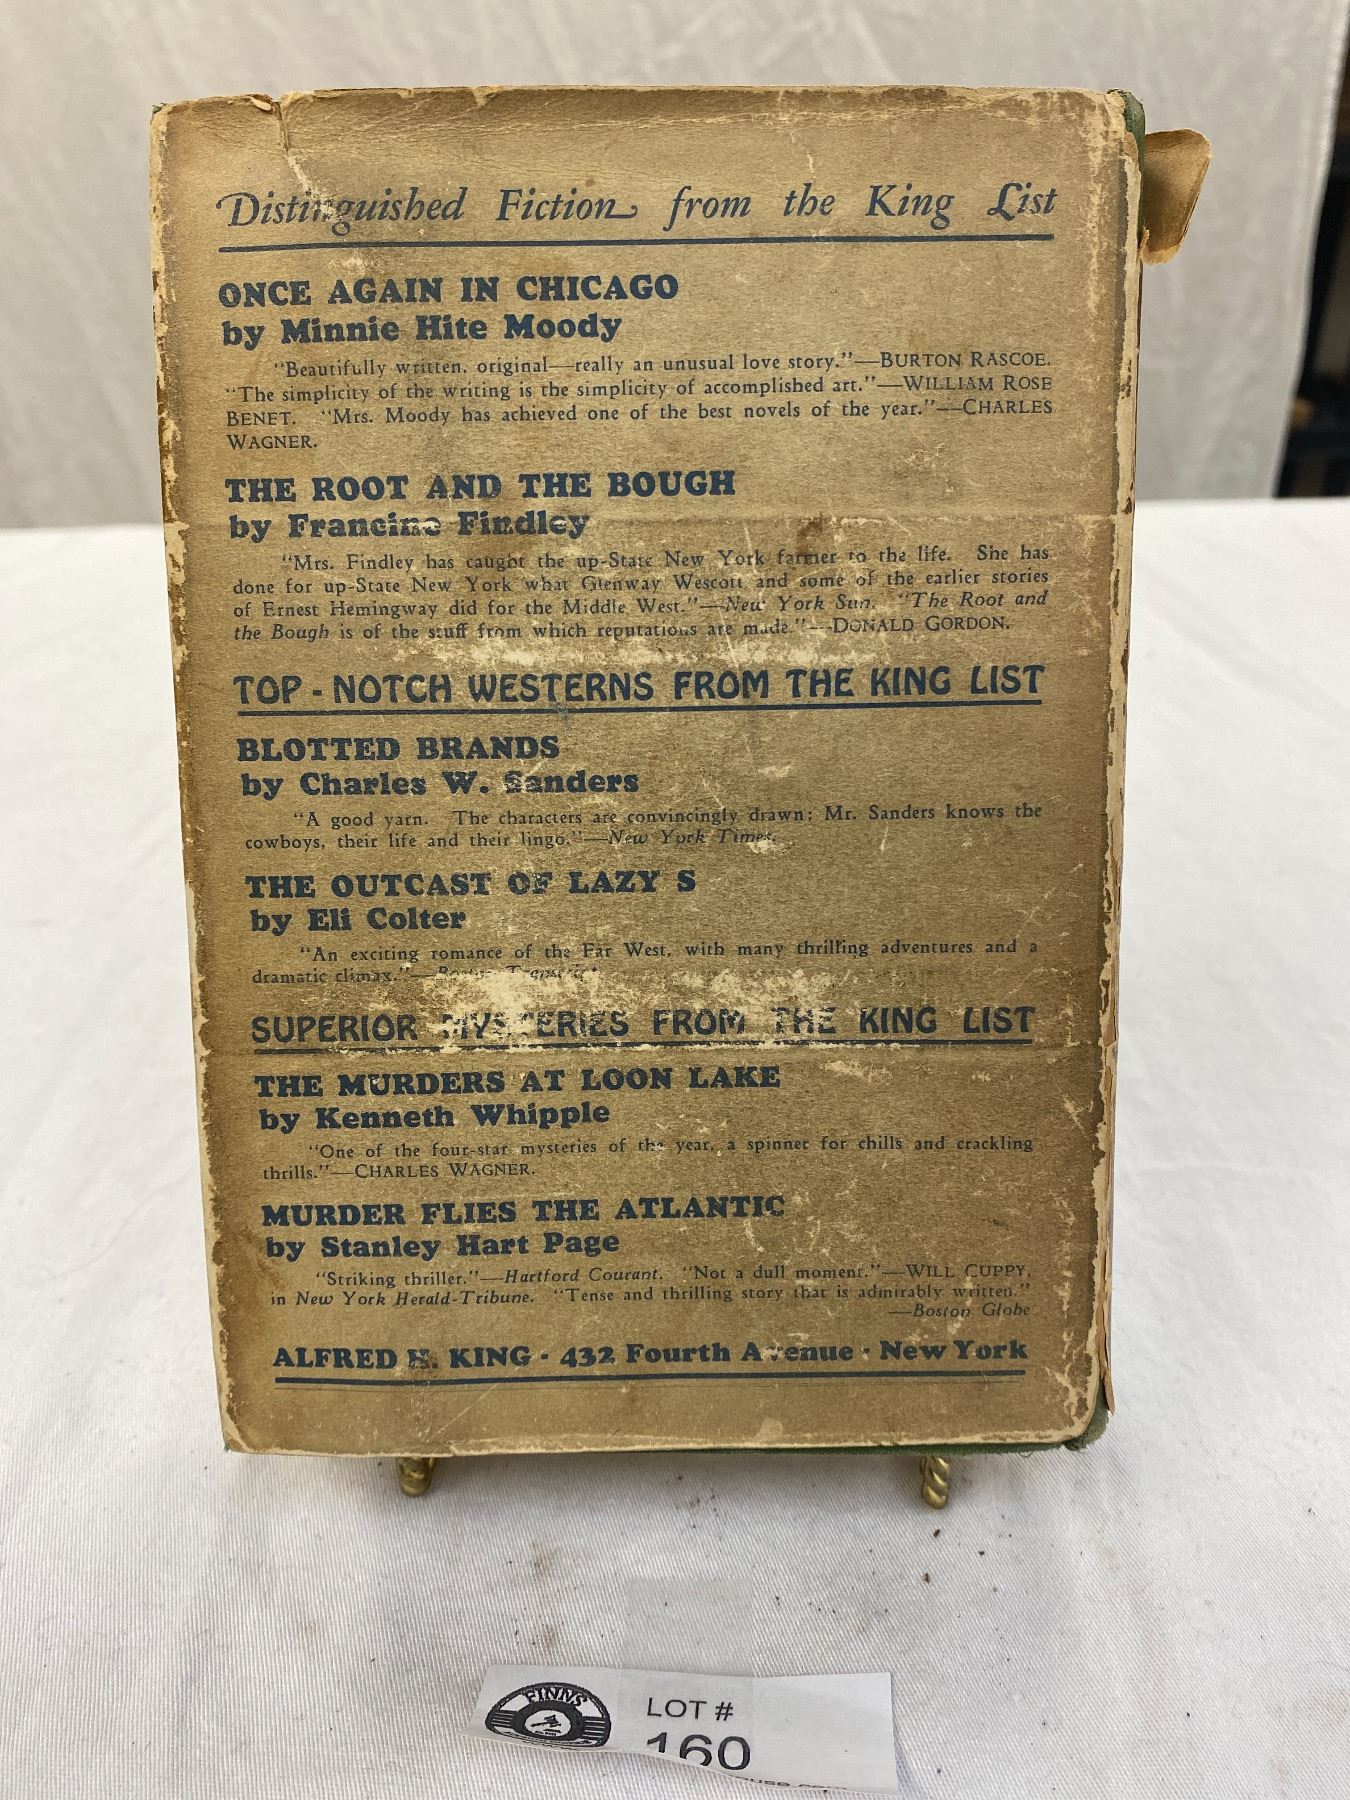 Distinguished Fiction from the King List
ONCE AGAIN IN CHICAGO
by Minnie Hite Moody
"Beautifully written, original—really an unusual love story."—BURTON RASCOE.
"The simplicity of the writing is the simplicity of accomplished art."—WILLIAM ROSE
BENET. "Mrs. Moody has achieved one of the best novels of the year."—CHARLES
WAGNER.
THE ROOT AND THE BOUGH
by Francine Findley
"Mrs. Findley has caught the up-State New York farmer to the life. She has
done for up-State New York what Glenway Wescott and some of the earlier stories
of Ernest Hemingway did for the Middle West."—New York Sun. "The Root and
the Bough is of the stuff from which reputations are made."—DONALD GORDON.
TOP-NOTCH WESTERNS FROM THE KING LIST
BLOTTED BRANDS
by Charles W. Sanders
"A good yarn. The characters are convincingly drawn; Mr. Sanders knows the
cowboys, their life and their lingo."—New York Times.
THE OUTCAST OF LAZY S
by Eli Colter
"An exciting romance of the Far West, with many thrilling adventures and a
dramatic climax."—Boston Transcript.
SUPERIOR MYSTERIES FROM THE KING LIST
THE MURDERS AT LOON LAKE
by Kenneth Whipple
"One of the four-star mysteries of the year, a spinner for chills and crackling
thrills."—CHARLES WAGNER.
MURDER FLIES THE ATLANTIC
by Stanley Hart Page
"Striking thriller."—Hartford Courant. "Not a dull moment."—WILL CUPPY,
in New York Herald-Tribune. "Tense and thrilling story that is admirably written."
—Boston Globe
ALFRED H. KING · 432 Fourth Avenue · New York
FINNS
LOT #
160